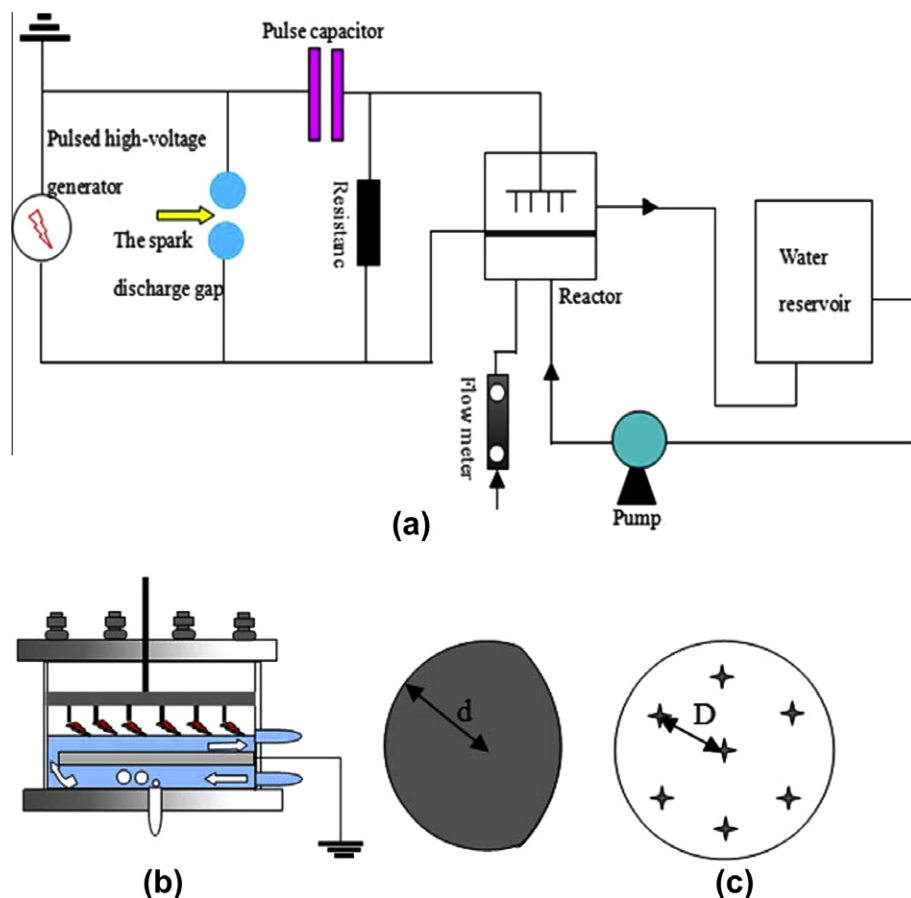 Pulse capacitor
Pulsed high-voltage
generator
The spark
discharge gap
Resistanc
Reactor
Water
reservoir
Flow meter
Pump
(a)
d
D
(b)
(c)